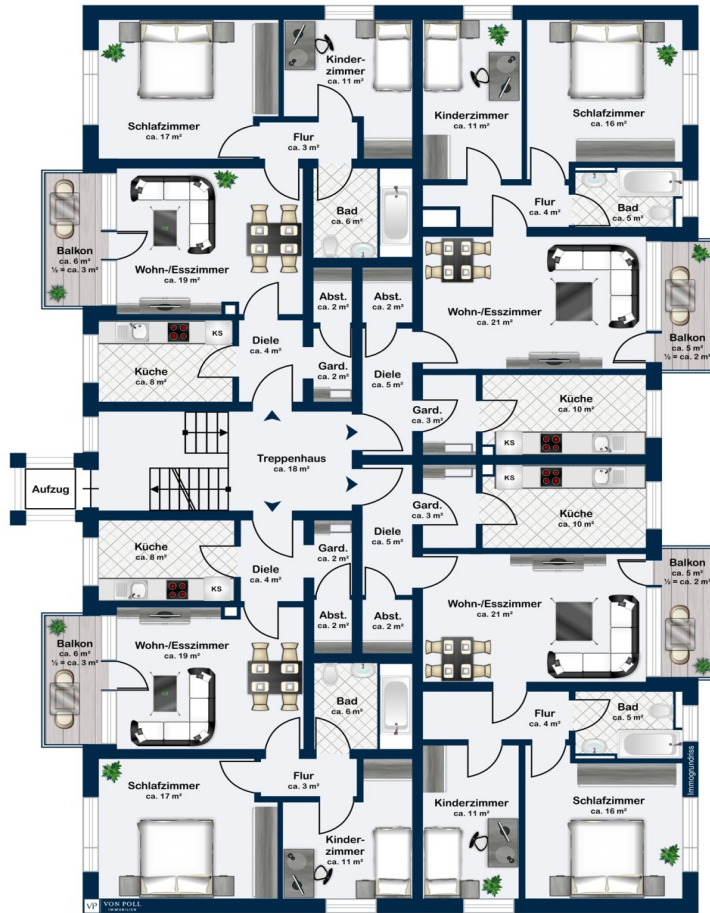 Schlafzimmer
ca. 17 m²
Kinder-
zimmer
ca. 11 m²
Kinderzimmer
ca. 11 m²
Schlafzimmer
ca. 16 m²
Flur
ca. 3 m²
Flur
ca. 4 m²
Bad
ca. 5 m²
Bad
ca. 6 m²
Balkon
ca. 6 m²
½ = ca. 3 m²
Wohn-/Esszimmer
ca. 19 m²
Abst.
ca. 2 m²
Abst.
ca. 2 m²
Wohn-/Esszimmer
ca. 21 m²
Balkon
ca. 5 m²
½ = ca. 2 m²
KS
Küche
ca. 8 m²
Diele
ca. 4 m²
Gard.
ca. 2 m²
Diele
ca. 5 m²
Gard.
ca. 3 m²
Küche
ca. 10 m²
KS
Treppenhaus
ca. 18 m²
Aufzug
KS
Gard.
ca. 3 m²
Küche
ca. 10 m²
Küche
ca. 8 m²
KS
Diele
ca. 4 m²
Gard.
ca. 2 m²
Diele
ca. 5 m²
Balkon
ca. 5 m²
½ = ca. 2 m²
Abst.
ca. 2 m²
Abst.
ca. 2 m²
Wohn-/Esszimmer
ca. 21 m²
Balkon
ca. 6 m²
½ = ca. 3 m²
Wohn-/Esszimmer
ca. 19 m²
Bad
ca. 6 m²
Flur
ca. 4 m²
Bad
ca. 5 m²
Flur
ca. 3 m²
Schlafzimmer
ca. 17 m²
Kinder-
zimmer
ca. 11 m²
Kinderzimmer
ca. 11 m²
Schlafzimmer
ca. 16 m²
Immogrundriss
VP VON POLL
IMMOBILIEN